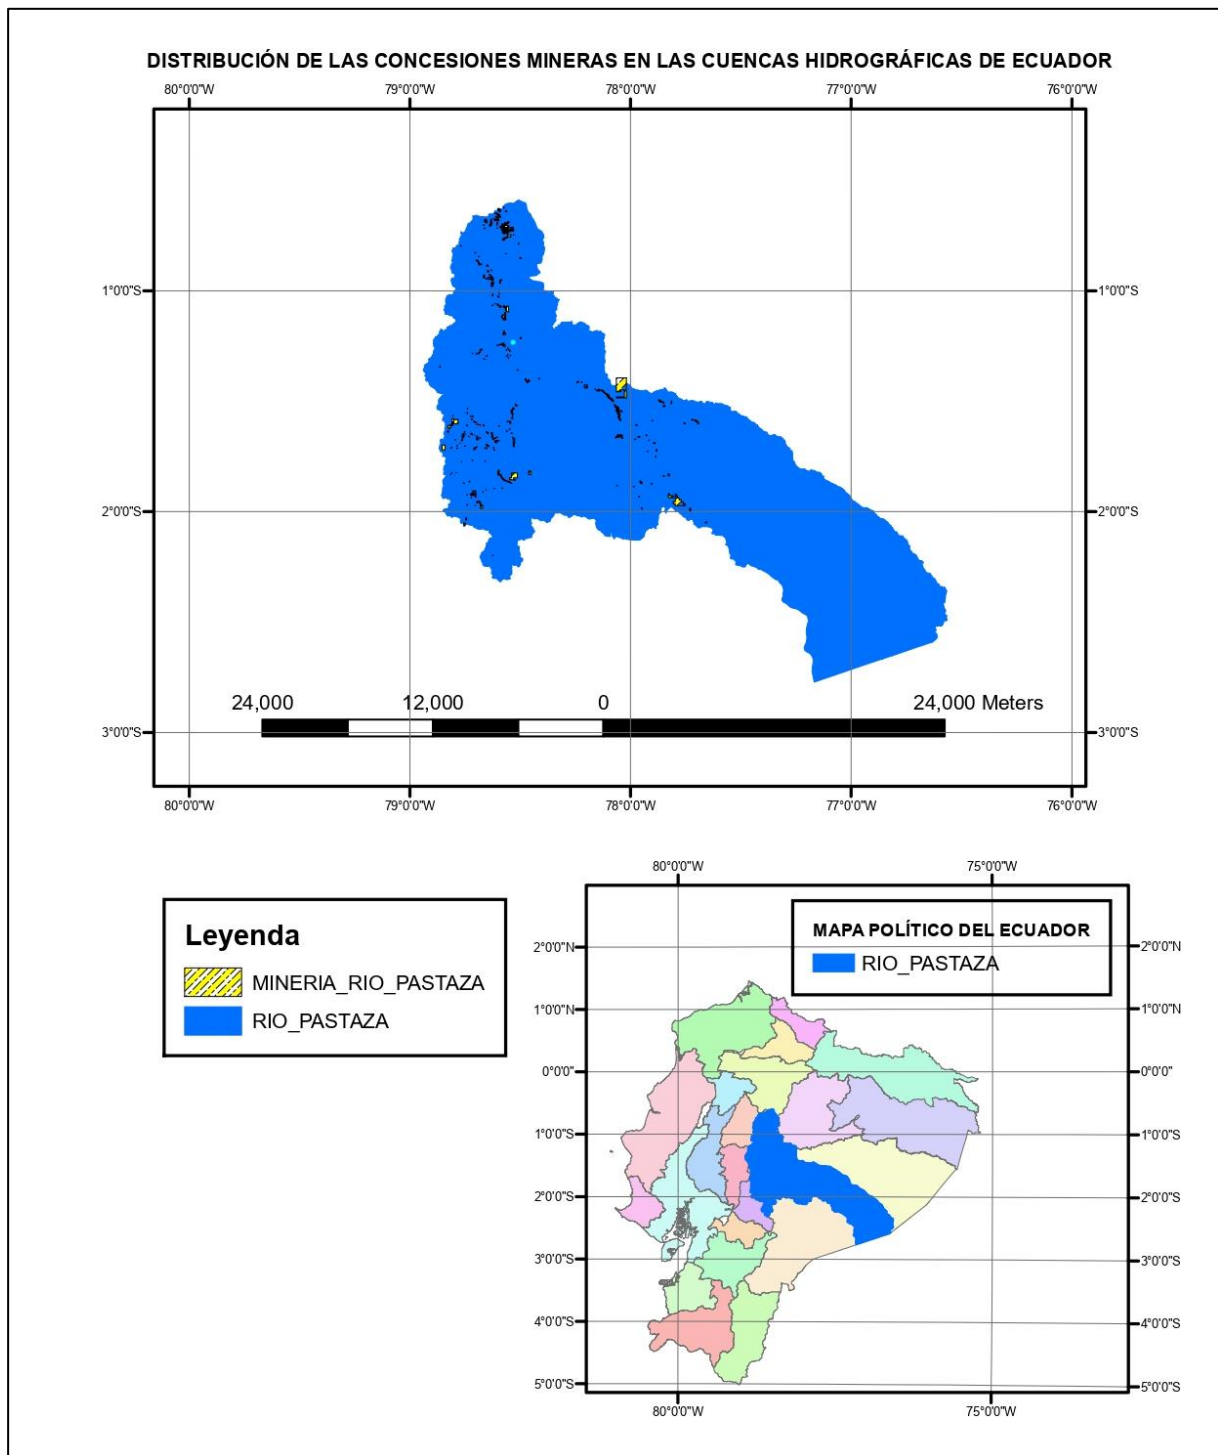 DISTRIBUCIÓN DE LAS CONCESIONES MINERAS EN LAS CUENCAS HIDROGRÁFICAS DE ECUADOR
80°0'0"W 79°0'0"W 78°0'0"W 77°0'0"W 76°0'0"W
1°0'0"S 1°0'0"S
2°0'0"S 2°0'0"S
24,000 12,000 0 24,000 Meters
3°0'0"S 3°0'0"S
80°0'0"W 79°0'0"W 78°0'0"W 77°0'0"W 76°0'0"W
Leyenda
MINERIA_RIO_PASTAZA
RIO_PASTAZA
80°0'0"W 75°0'0"W
MAPA POLÍTICO DEL ECUADOR
RIO_PASTAZA
2°0'0"N 2°0'0"N
1°0'0"N 1°0'0"N
0°0'0" 0°0'0"
1°0'0"S 1°0'0"S
2°0'0"S 2°0'0"S
3°0'0"S 3°0'0"S
4°0'0"S 4°0'0"S
5°0'0"S 5°0'0"S
80°0'0"W 75°0'0"W